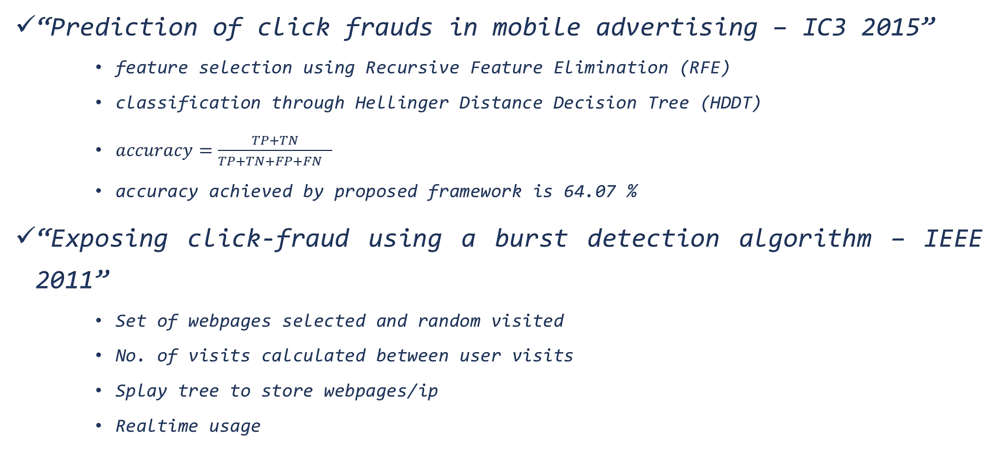 ✓“Prediction of click frauds in mobile advertising – IC3 2015”
• feature selection using Recursive Feature Elimination (RFE)
• classification through Hellinger Distance Decision Tree (HDDT)
• accuracy = TP+TN / TP+TN+FP+FN
• accuracy achieved by proposed framework is 64.07 %
✓“Exposing click-fraud using a burst detection algorithm – IEEE
2011”
• Set of webpages selected and random visited
• No. of visits calculated between user visits
• Splay tree to store webpages/ip
• Realtime usage